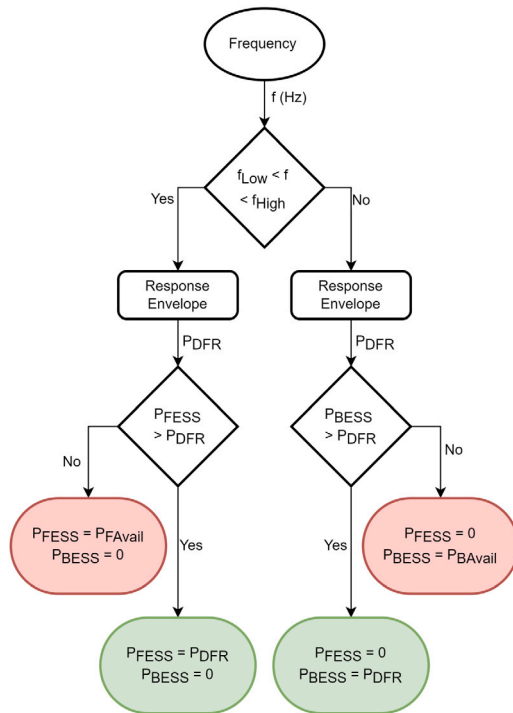 Frequency
f (Hz)
fLow < f
< fHigh
Yes
No
Response
Envelope
Response
Envelope
PDFR
PDFR
PFESS
> PDFR
PBESS
> PDFR
No
No
PFESS = PFAvail
PBESS = 0
Yes
Yes
PFESS = 0
PBESS = PBAvail
PFESS = PDFR
PBESS = 0
PFESS = 0
PBESS = PDFR